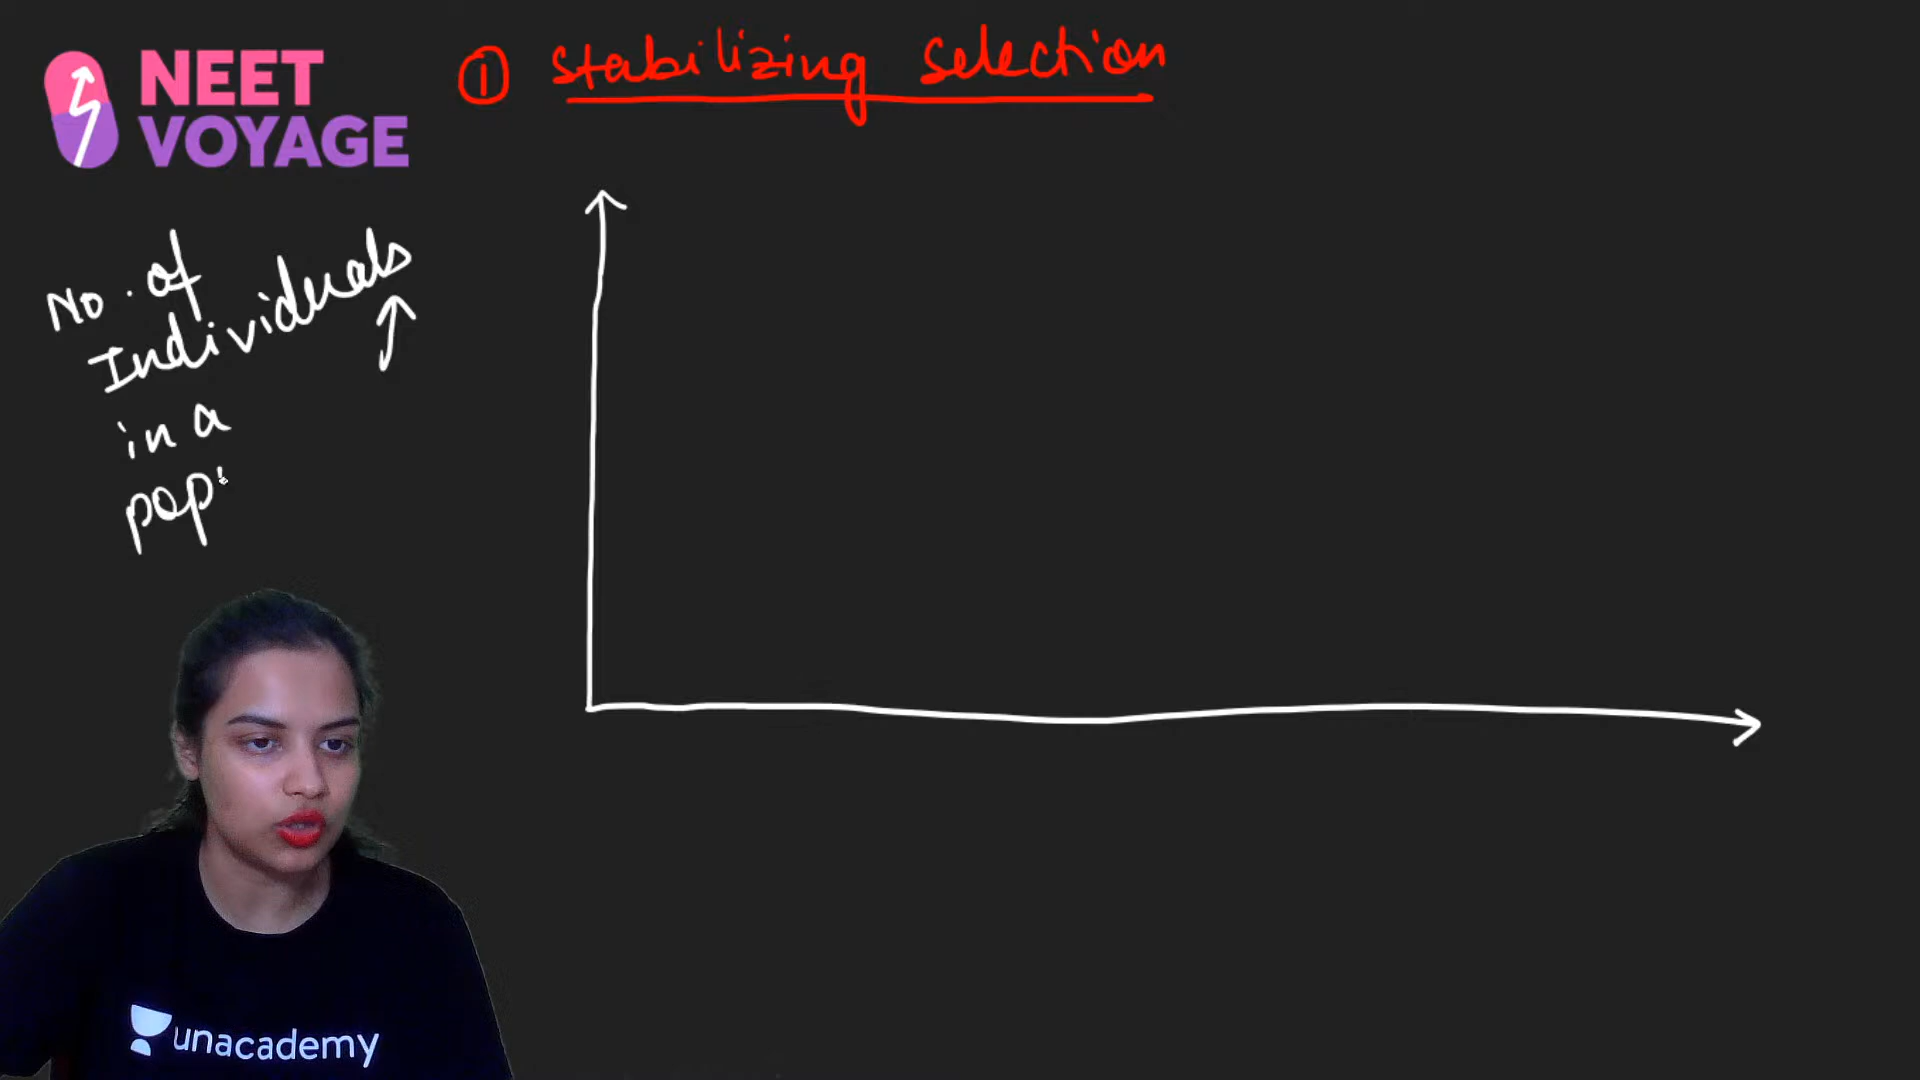 NEET
VOYAGE
① Stabilizing selection
No. of
Individuals
in a
pop
unacademy